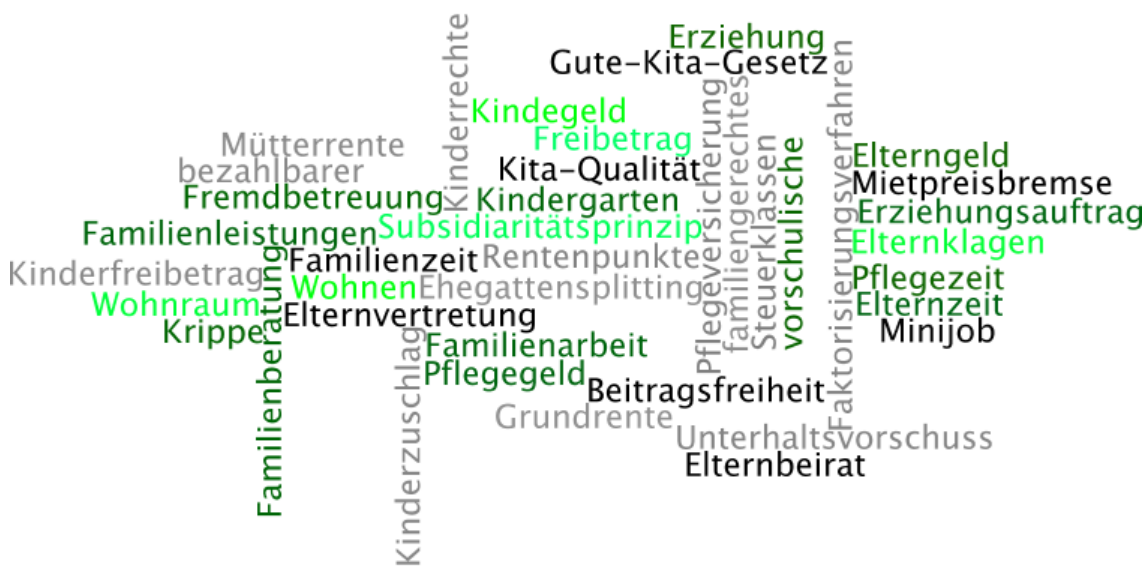 Erziehung
Gute-Kita-Gesetz
Kinderrechte
Kindegeld
Freibetrag
Mütterrente
bezahlbarer
Kita-Qualität
Fremdbetreuung
Kindergarten
Pflegeversicherung
familiengerechtes
Steuerklassen
vorschulische
Faktorisierungsverfahren
Elterngeld
Mietpreisbremse
Erziehungsauftrag
Familienleistungen
Subsidiaritätsprinzip
Elternklagen
Familienzeit
Rentenpunkte
Kinderfreibetrag
Pflegezeit
Wohnen
Ehegattensplitting
Wohnraum
Elternzeit
Elternvertretung
Krippe
Minijob
Familienberatung
Familienarbeit
Kinderzuschlag
Pflegegeld
Beitragsfreiheit
Grundrente
Unterhaltsvorschuss
Elternbeirat